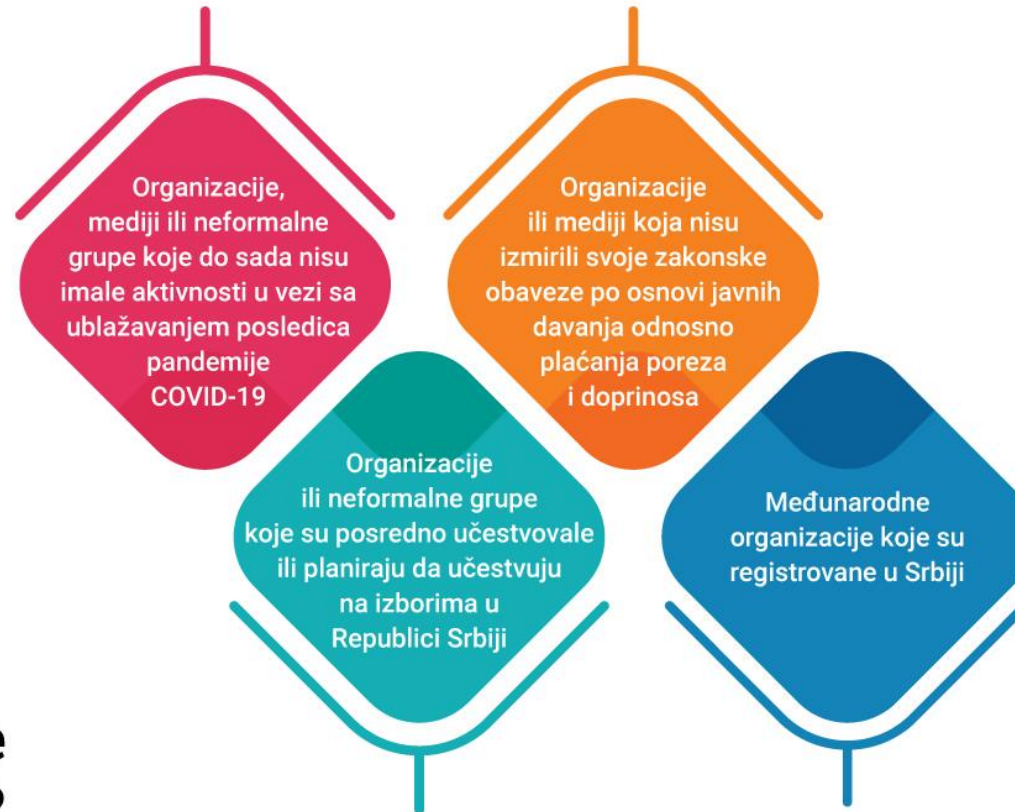 Organizacije,
mediji ili neformalne
grupe koje do sada nisu
imale aktivnosti u vezi sa
ublažavanjem posledica
pandemije
COVID-19
Organizacije
ili mediji koja nisu
izmirili svoje zakonske
obaveze po osnovi javnih
davanja odnosno
plaćanja poreza
i doprinosa
Organizacije
ili neformalne grupe
koje su posredno učestvovale
ili planiraju da učestvuju
na izborima u
Republici Srbiji
Međunarodne
organizacije koje su
registrovane u Srbiji